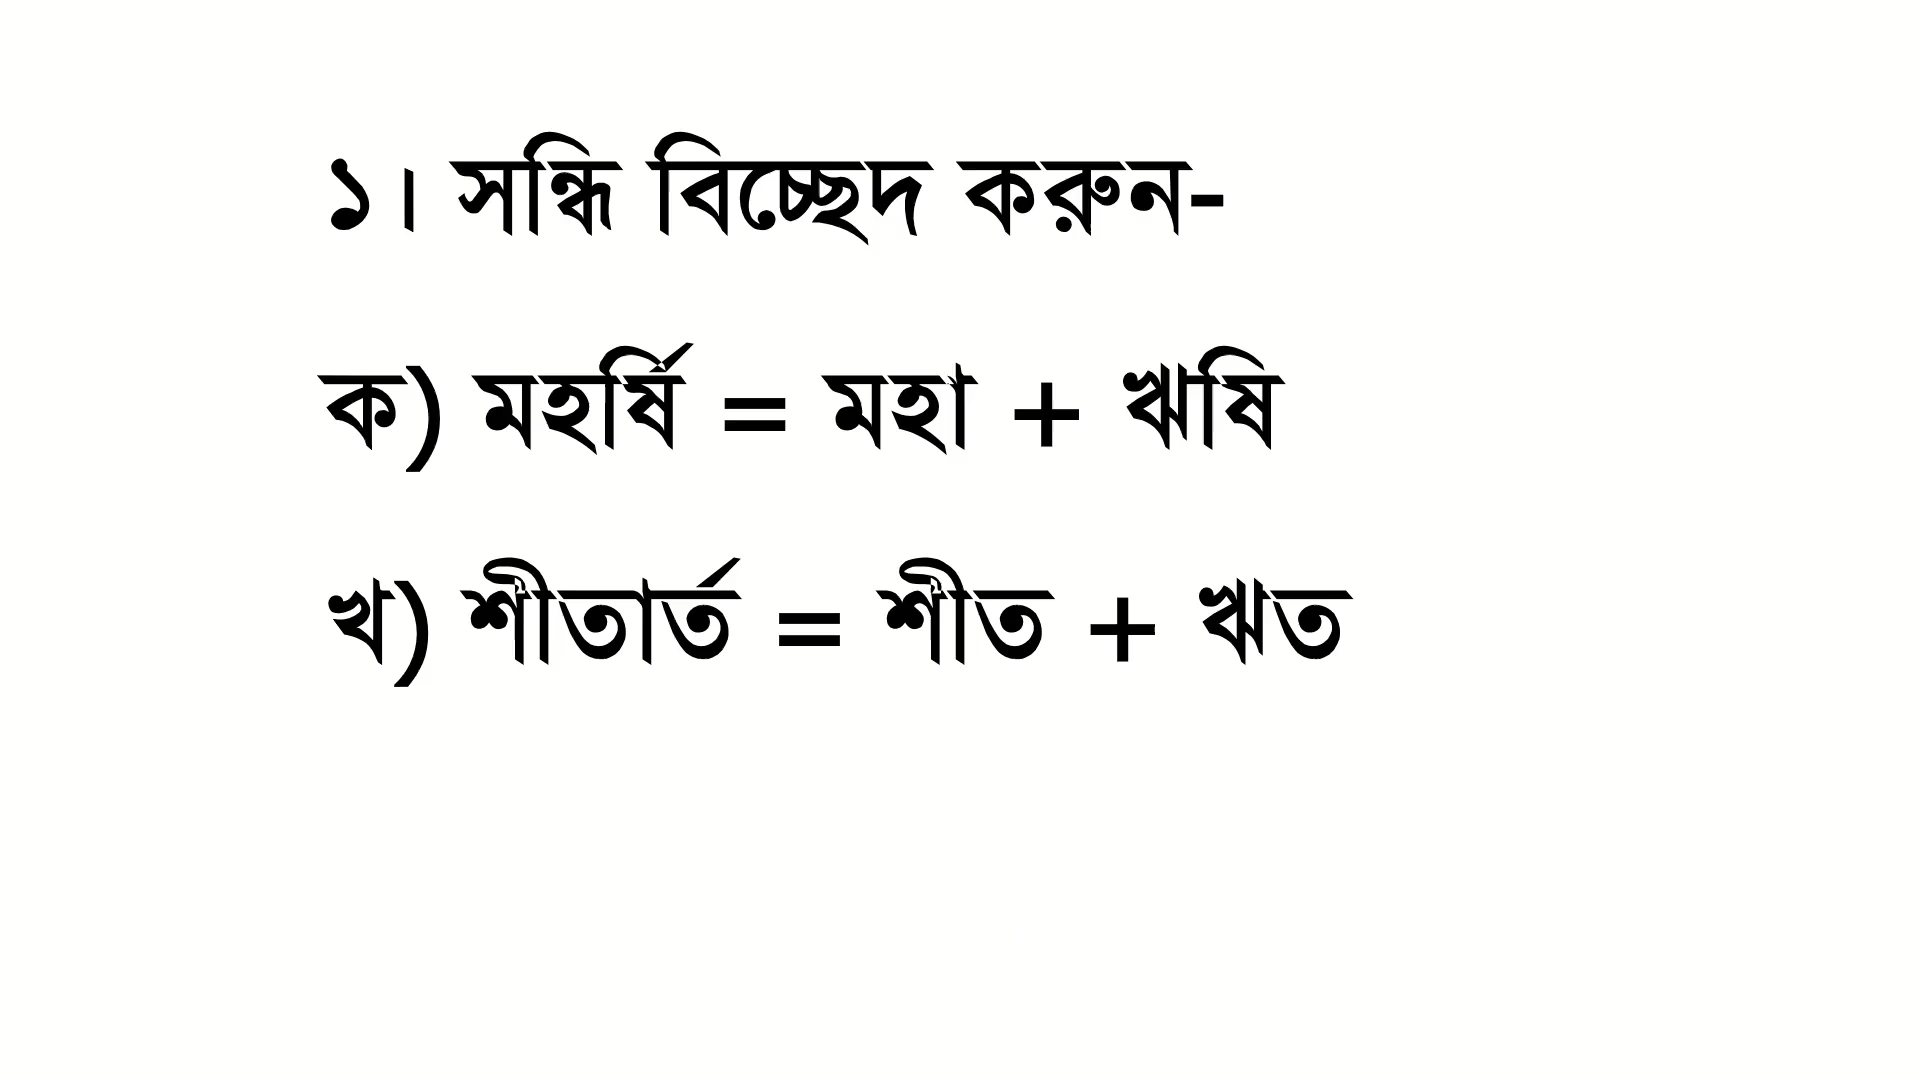 ১। সন্ধি বিচ্ছেদ করুন-
ক) মহর্ষি = মহা + ঋষি
খ) শীতার্ত = শীত + ঋত